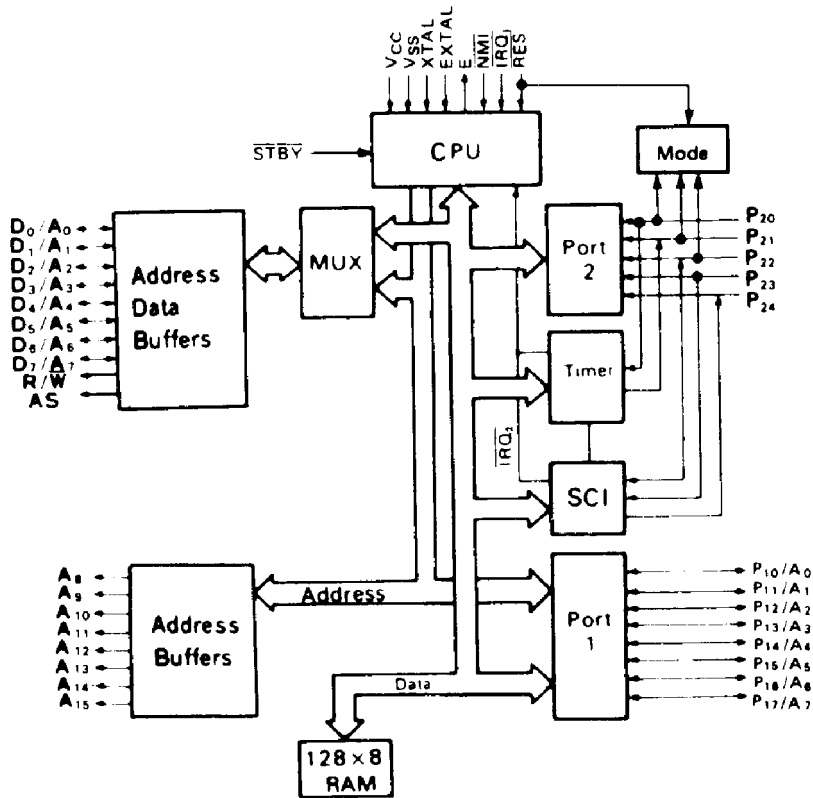 VCC
VSS
XTAL
EXTAL
E
NMI
IRQ1
RES
STBY
CPU
Mode
D0/A0
D1/A1
D2/A2
D3/A3
D4/A4
D5/A5
D6/A6
D7/A7
R/W
AS
Address
Data
Buffers
MUX
Port
2
P20
P21
P22
P23
P24
Timer
IRQ2
SCI
A8
A9
A10
A11
A12
A13
A14
A15
Address
Buffers
Address
Port
1
P10/A0
P11/A1
P12/A2
P13/A3
P14/A4
P15/A5
P16/A6
P17/A7
Data
128×8
RAM